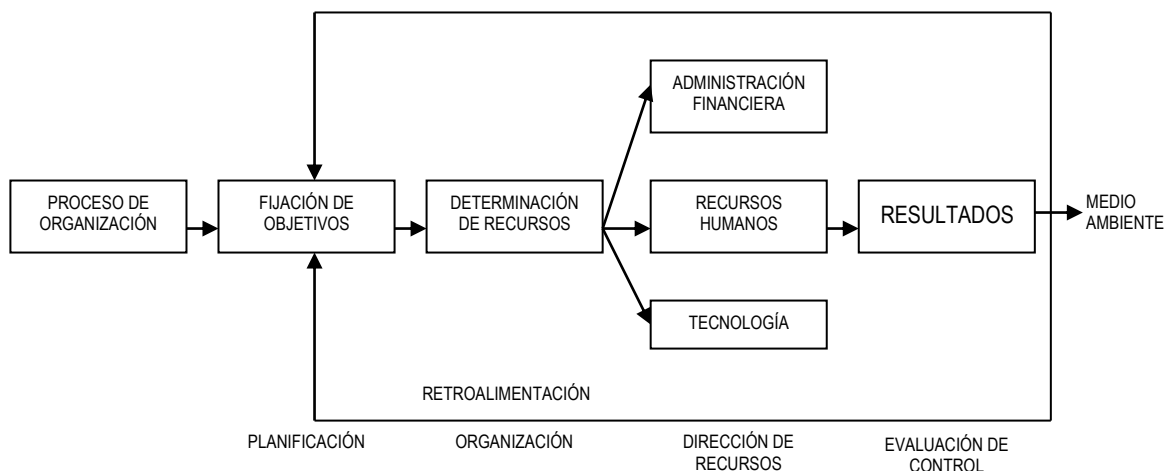 ADMINISTRACIÓN
FINANCIERA
PROCESO DE
ORGANIZACIÓN
FIJACIÓN DE
OBJETIVOS
DETERMINACIÓN
DE RECURSOS
RECURSOS
HUMANOS
RESULTADOS
MEDIO
AMBIENTE
TECNOLOGÍA
RETROALIMENTACIÓN
PLANIFICACIÓN
ORGANIZACIÓN
DIRECCIÓN DE
RECURSOS
EVALUACIÓN DE
CONTROL